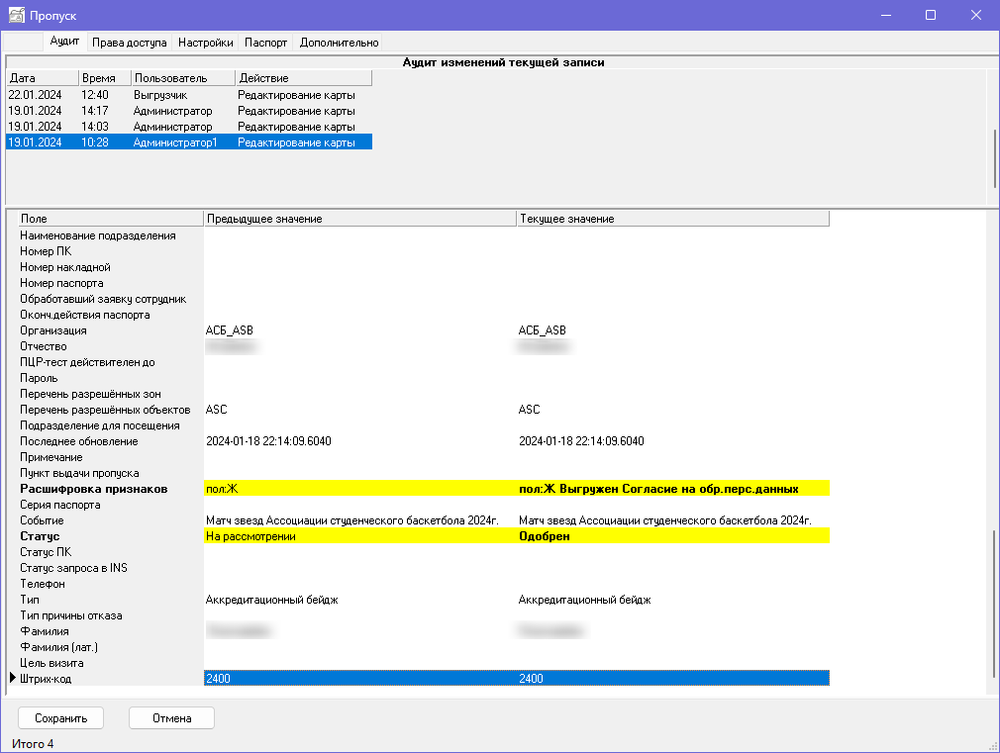 Пропуск
Аудит Права доступа Настройки Паспорт Дополнительно
Аудит изменений текущей записи
Дата Время Пользователь Действие
22.01.2024 12:40 Выгрузчик Редактирование карты
19.01.2024 14:17 Администратор Редактирование карты
19.01.2024 14:03 Администратор Редактирование карты
19.01.2024 10:28 Администратор1 Редактирование карты
Поле Предыдущее значение Текущее значение
Наименование подразделения
Номер ПК
Номер накладной
Номер паспорта
Обработавший заявку сотрудник
Оконч.действия паспорта
Организация АСБ_ASB АСБ_ASB
Отчество
ПЦР-тест действителен до
Пароль
Перечень разрешённых зон
Перечень разрешённых объектов ASC ASC
Подразделение для посещения
Последнее обновление 2024-01-18 22:14:09.6040 2024-01-18 22:14:09.6040
Примечание
Пункт выдачи пропуска
Расшифровка признаков пол:Ж пол:Ж Выгружен Согласие на обр.перс.данных
Серия паспорта
Событие Матч звезд Ассоциации студенческого баскетбола 2024г. Матч звезд Ассоциации студенческого баскетбола 2024г.
Статус На рассмотрении Одобрен
Статус ПК
Статус запроса в INS
Телефон
Тип Аккредитационный бейдж Аккредитационный бейдж
Тип причины отказа
Фамилия
Фамилия (лат.)
Цель визита
Штрих-код 2400 2400
Сохранить Отмена
Итого 4